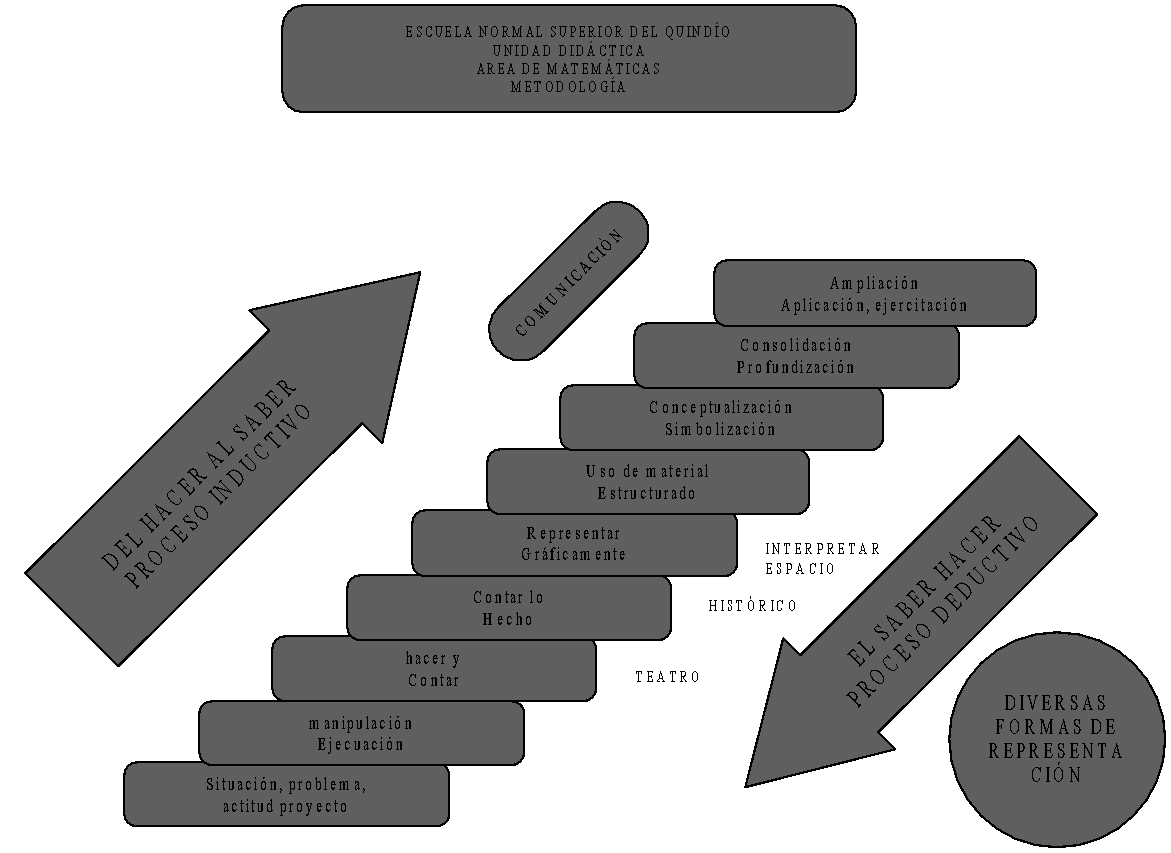 ESCUELA NORMAL SUPERIOR DEL QUINDÍO
UNIDAD DIDÁCTICA
AREA DE MATEMÁTICAS
METODOLOGÍA
COMUNICACIÓN
Ampliación
Aplicación, ejercitación
Consolidación
Profundización
Conceptualización
Simbolización
Uso de material
Estructurado
Representar
Gráficamente
INTERPRETAR
ESPACIO
Contar lo
Hecho
HISTÓRICO
hacer y
Contar
TEATRO
manipulación
Ejecuación
Situación, problema,
actitud proyecto
DEL HACER AL SABER
PROCESO INDUCTIVO
EL SABER HACER
PROCESO DEDUCTIVO
DIVERSAS
FORMAS DE
REPRESENTA
CIÓN